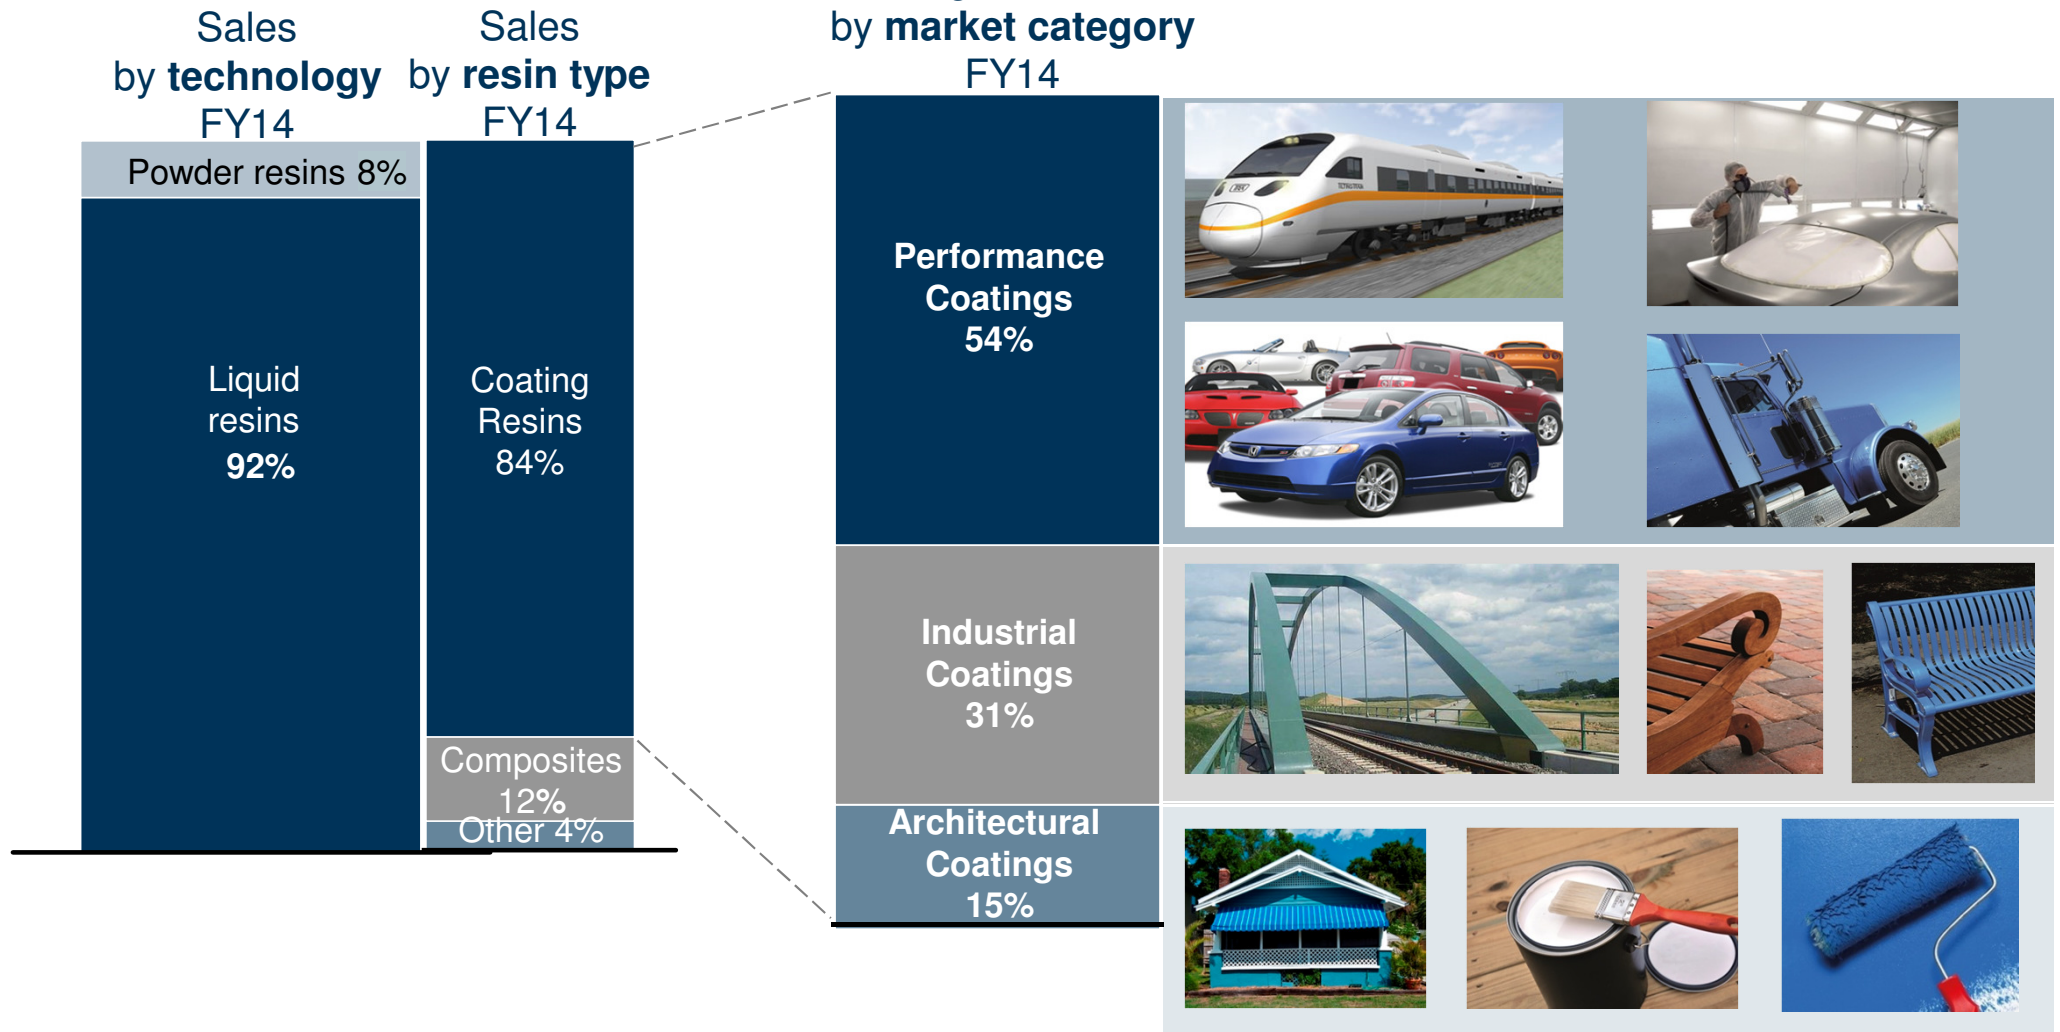 Sales
by technology
FY14
Sales
by resin type
FY14
by market category
FY14
Powder resins 8%
Liquid
resins
92%
Coating
Resins
84%
Composites
12%
Other 4%
Performance
Coatings
54%
Industrial
Coatings
31%
Architectural
Coatings
15%